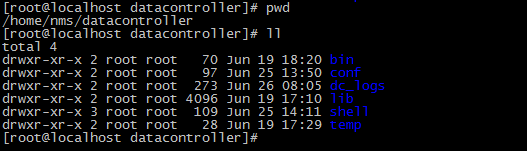 [root@localhost datacontroller]# pwd
/home/nms/datacontroller
[root@localhost datacontroller]# ll
total 4
drwxr-xr-x 2 root root   70 Jun 19 18:20 bin
drwxr-xr-x 2 root root   97 Jun 25 13:50 conf
drwxr-xr-x 2 root root  273 Jun 26 08:05 dc_logs
drwxr-xr-x 2 root root 4096 Jun 19 17:10 lib
drwxr-xr-x 3 root root  109 Jun 25 14:11 shell
drwxr-xr-x 2 root root   28 Jun 19 17:29 temp
[root@localhost datacontroller]#